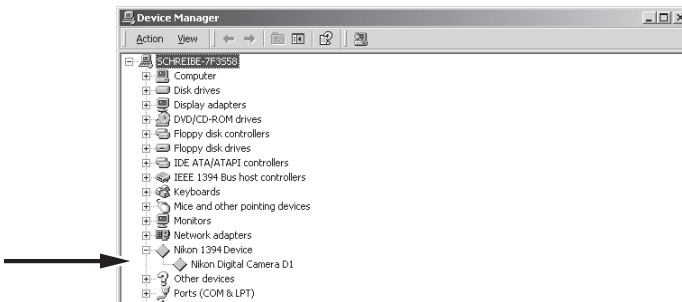 Device Manager
Action View
SCHREIBE-7F3S58
Computer
Disk drives
Display adapters
DVD/CD-ROM drives
Floppy disk controllers
Floppy disk drives
IDE ATA/ATAPI controllers
IEEE 1394 Bus host controllers
Keyboards
Mice and other pointing devices
Monitors
Network adapters
Nikon 1394 Device
Nikon Digital Camera D1
Other devices
Ports (COM & LPT)